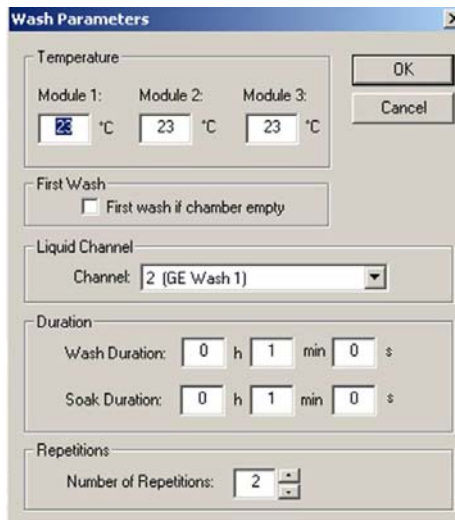 Wash Parameters
Temperature
Module 1: Module 2: Module 3:
23 °C 23 °C 23 °C
OK
Cancel
First Wash
First wash if chamber empty
Liquid Channel
Channel: 2 (GE Wash 1)
Duration
Wash Duration: 0 h 1 min 0 s
Soak Duration: 0 h 1 min 0 s
Repetitions
Number of Repetitions: 2